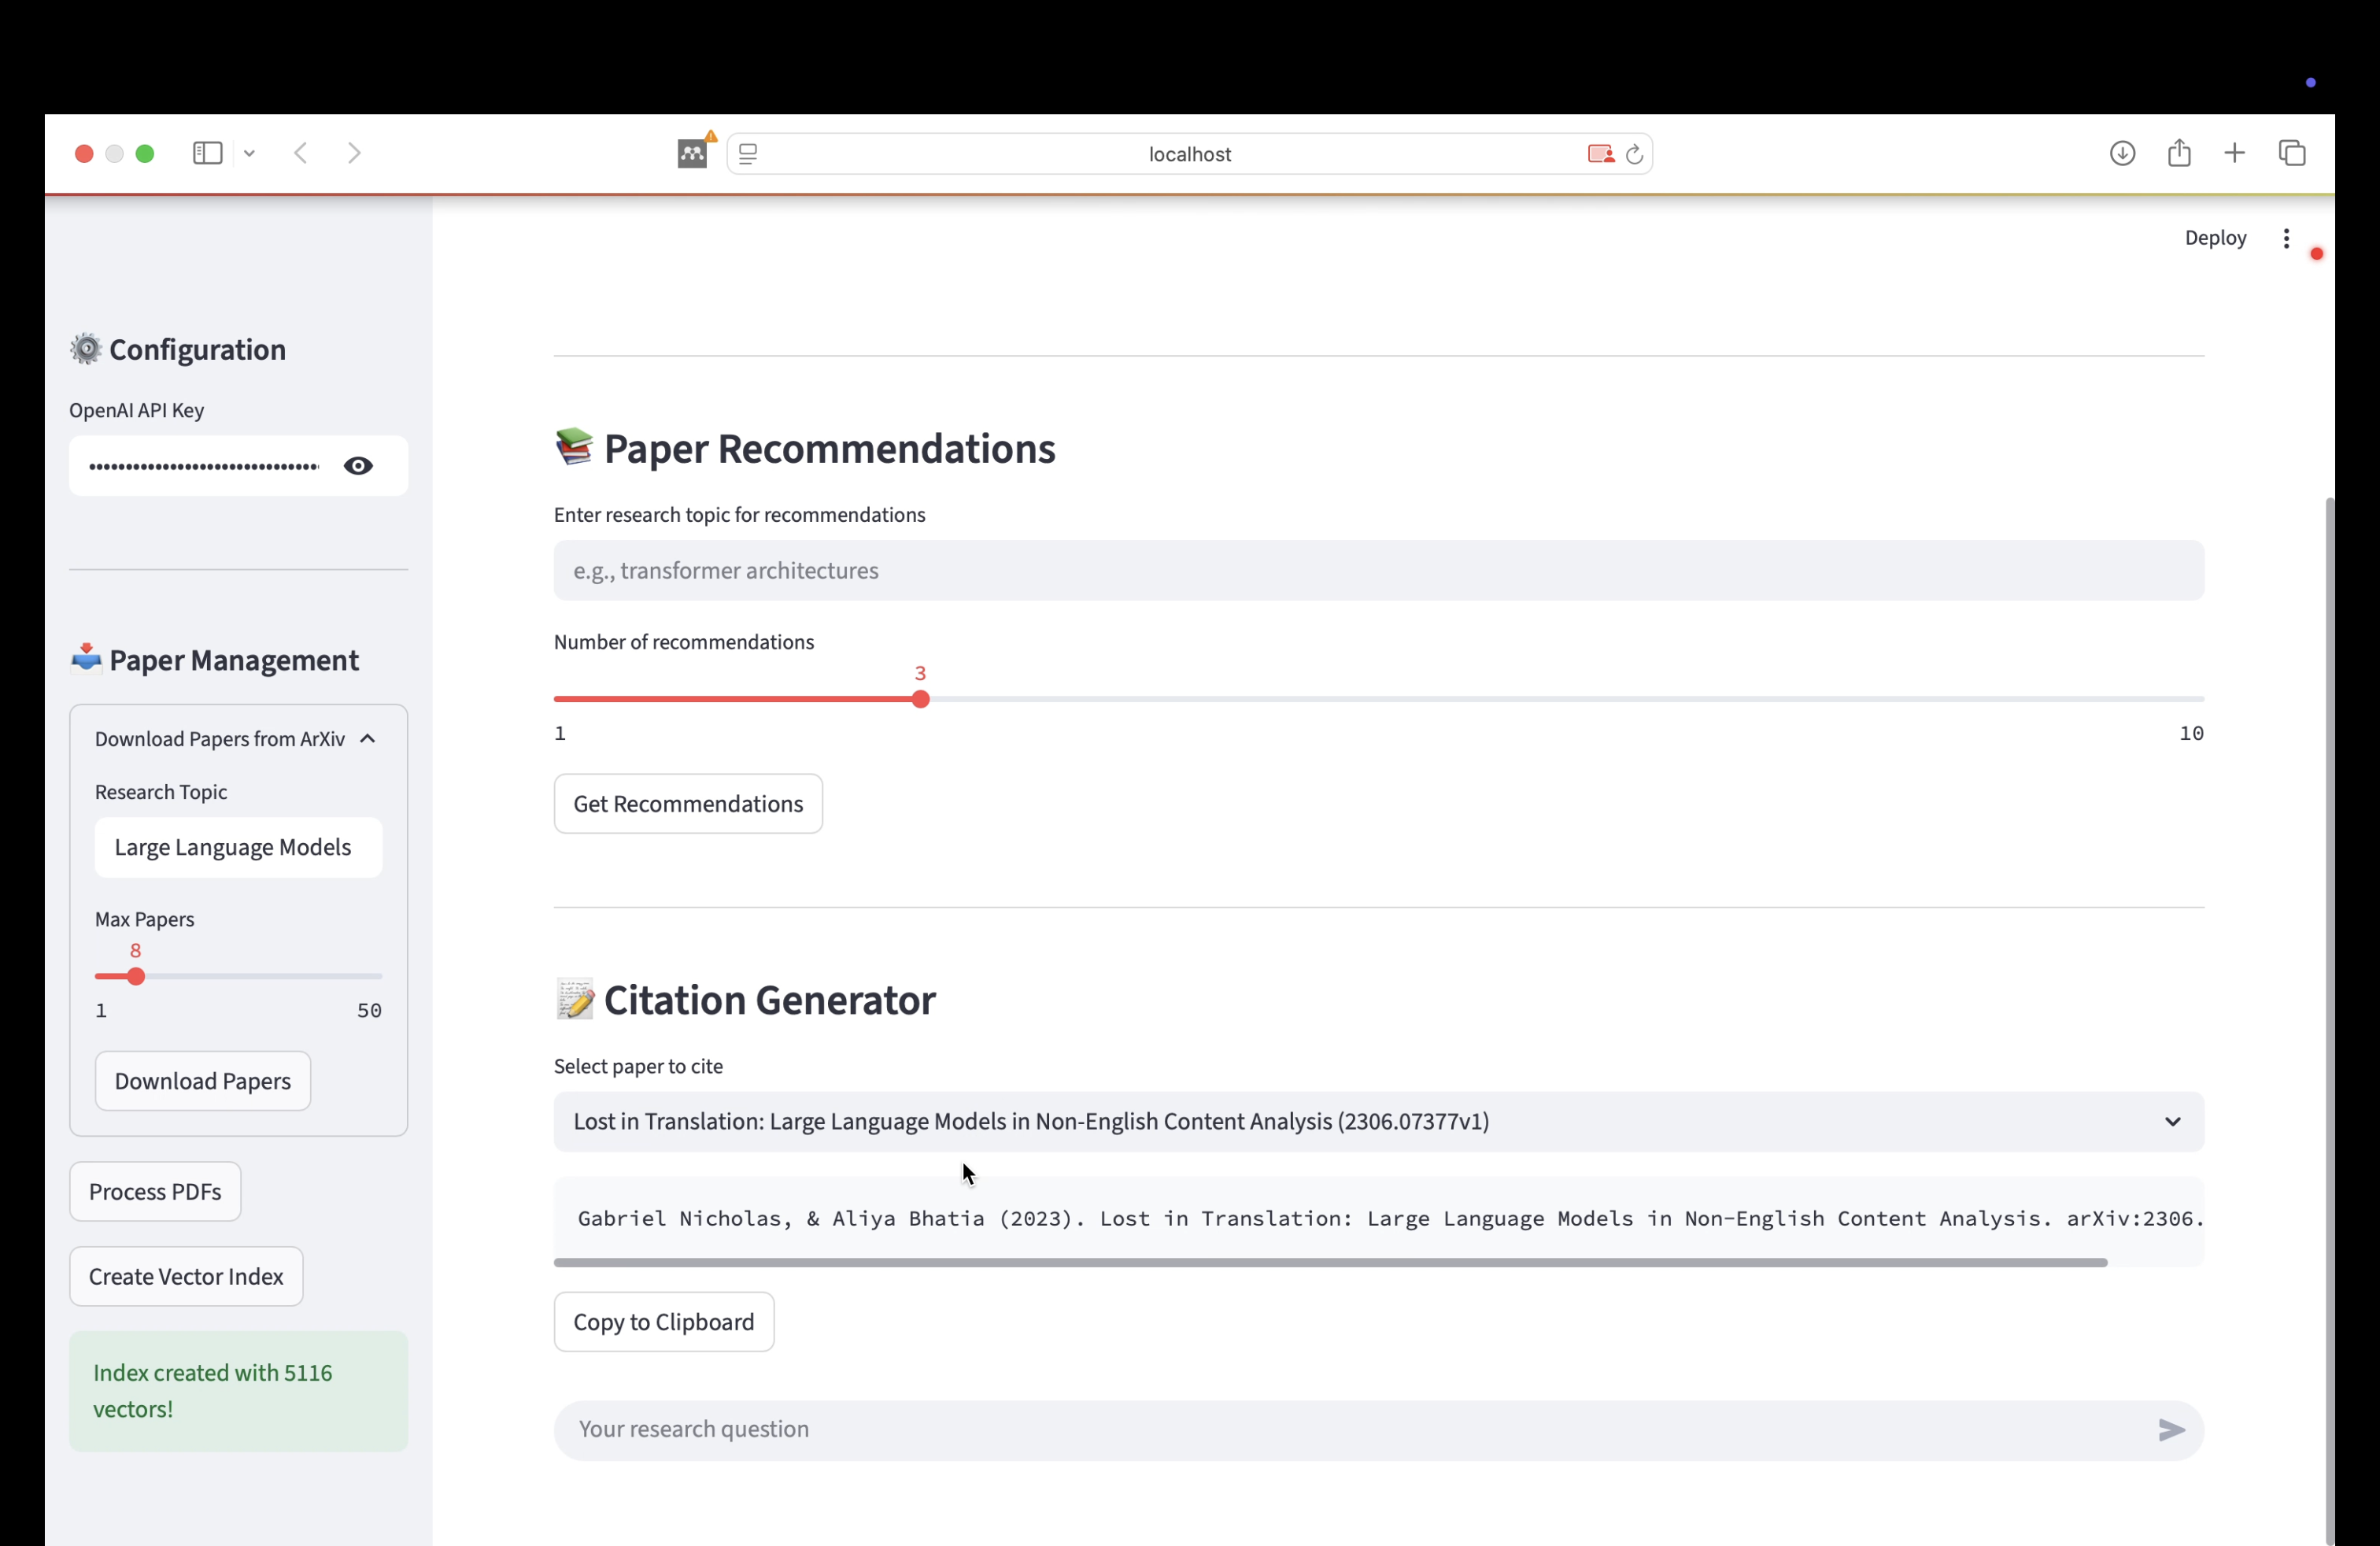 localhost
Deploy
Configuration
OpenAI API Key
Paper Management
Download Papers from ArXiv
Research Topic
Large Language Models
Max Papers
8
1 50
Download Papers
Process PDFs
Create Vector Index
Index created with 5116
vectors!
Paper Recommendations
Enter research topic for recommendations
e.g., transformer architectures
Number of recommendations
3
1 10
Get Recommendations
Citation Generator
Select paper to cite
Lost in Translation: Large Language Models in Non-English Content Analysis (2306.07377v1)
Gabriel Nicholas, & Aliya Bhatia (2023). Lost in Translation: Large Language Models in Non-English Content Analysis. arXiv:2306.
Copy to Clipboard
Your research question